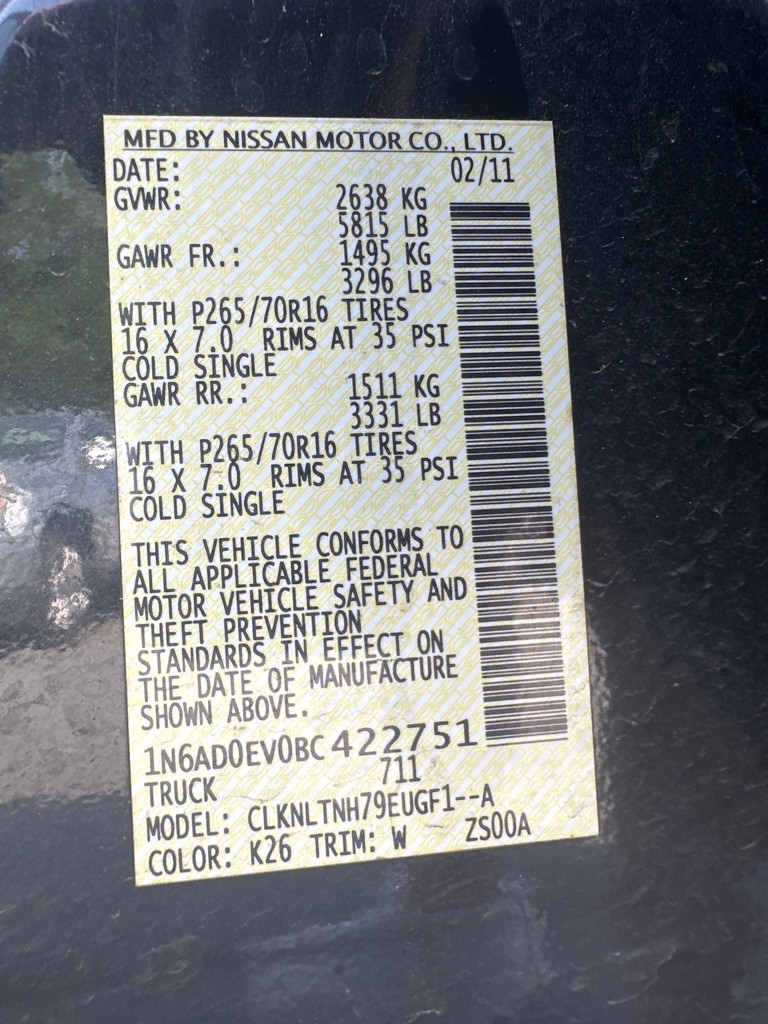 MFD BY NISSAN MOTOR CO., LTD.
DATE: 02/11
GVWR: 2638 KG
5815 LB
GAWR FR.: 1495 KG
3296 LB
WITH P265/70R16 TIRES
16 X 7.0 RIMS AT 35 PSI
COLD SINGLE
GAWR RR.: 1511 KG
3331 LB
WITH P265/70R16 TIRES
16 X 7.0 RIMS AT 35 PSI
COLD SINGLE
THIS VEHICLE CONFORMS TO
ALL APPLICABLE FEDERAL
MOTOR VEHICLE SAFETY AND
THEFT PREVENTION
STANDARDS IN EFFECT ON
THE DATE OF MANUFACTURE
SHOWN ABOVE.
1N6AD0EV0BC422751
TRUCK 711
MODEL: CLKNLTNH79EUGF1--A
COLOR: K26 TRIM: W ZS00A